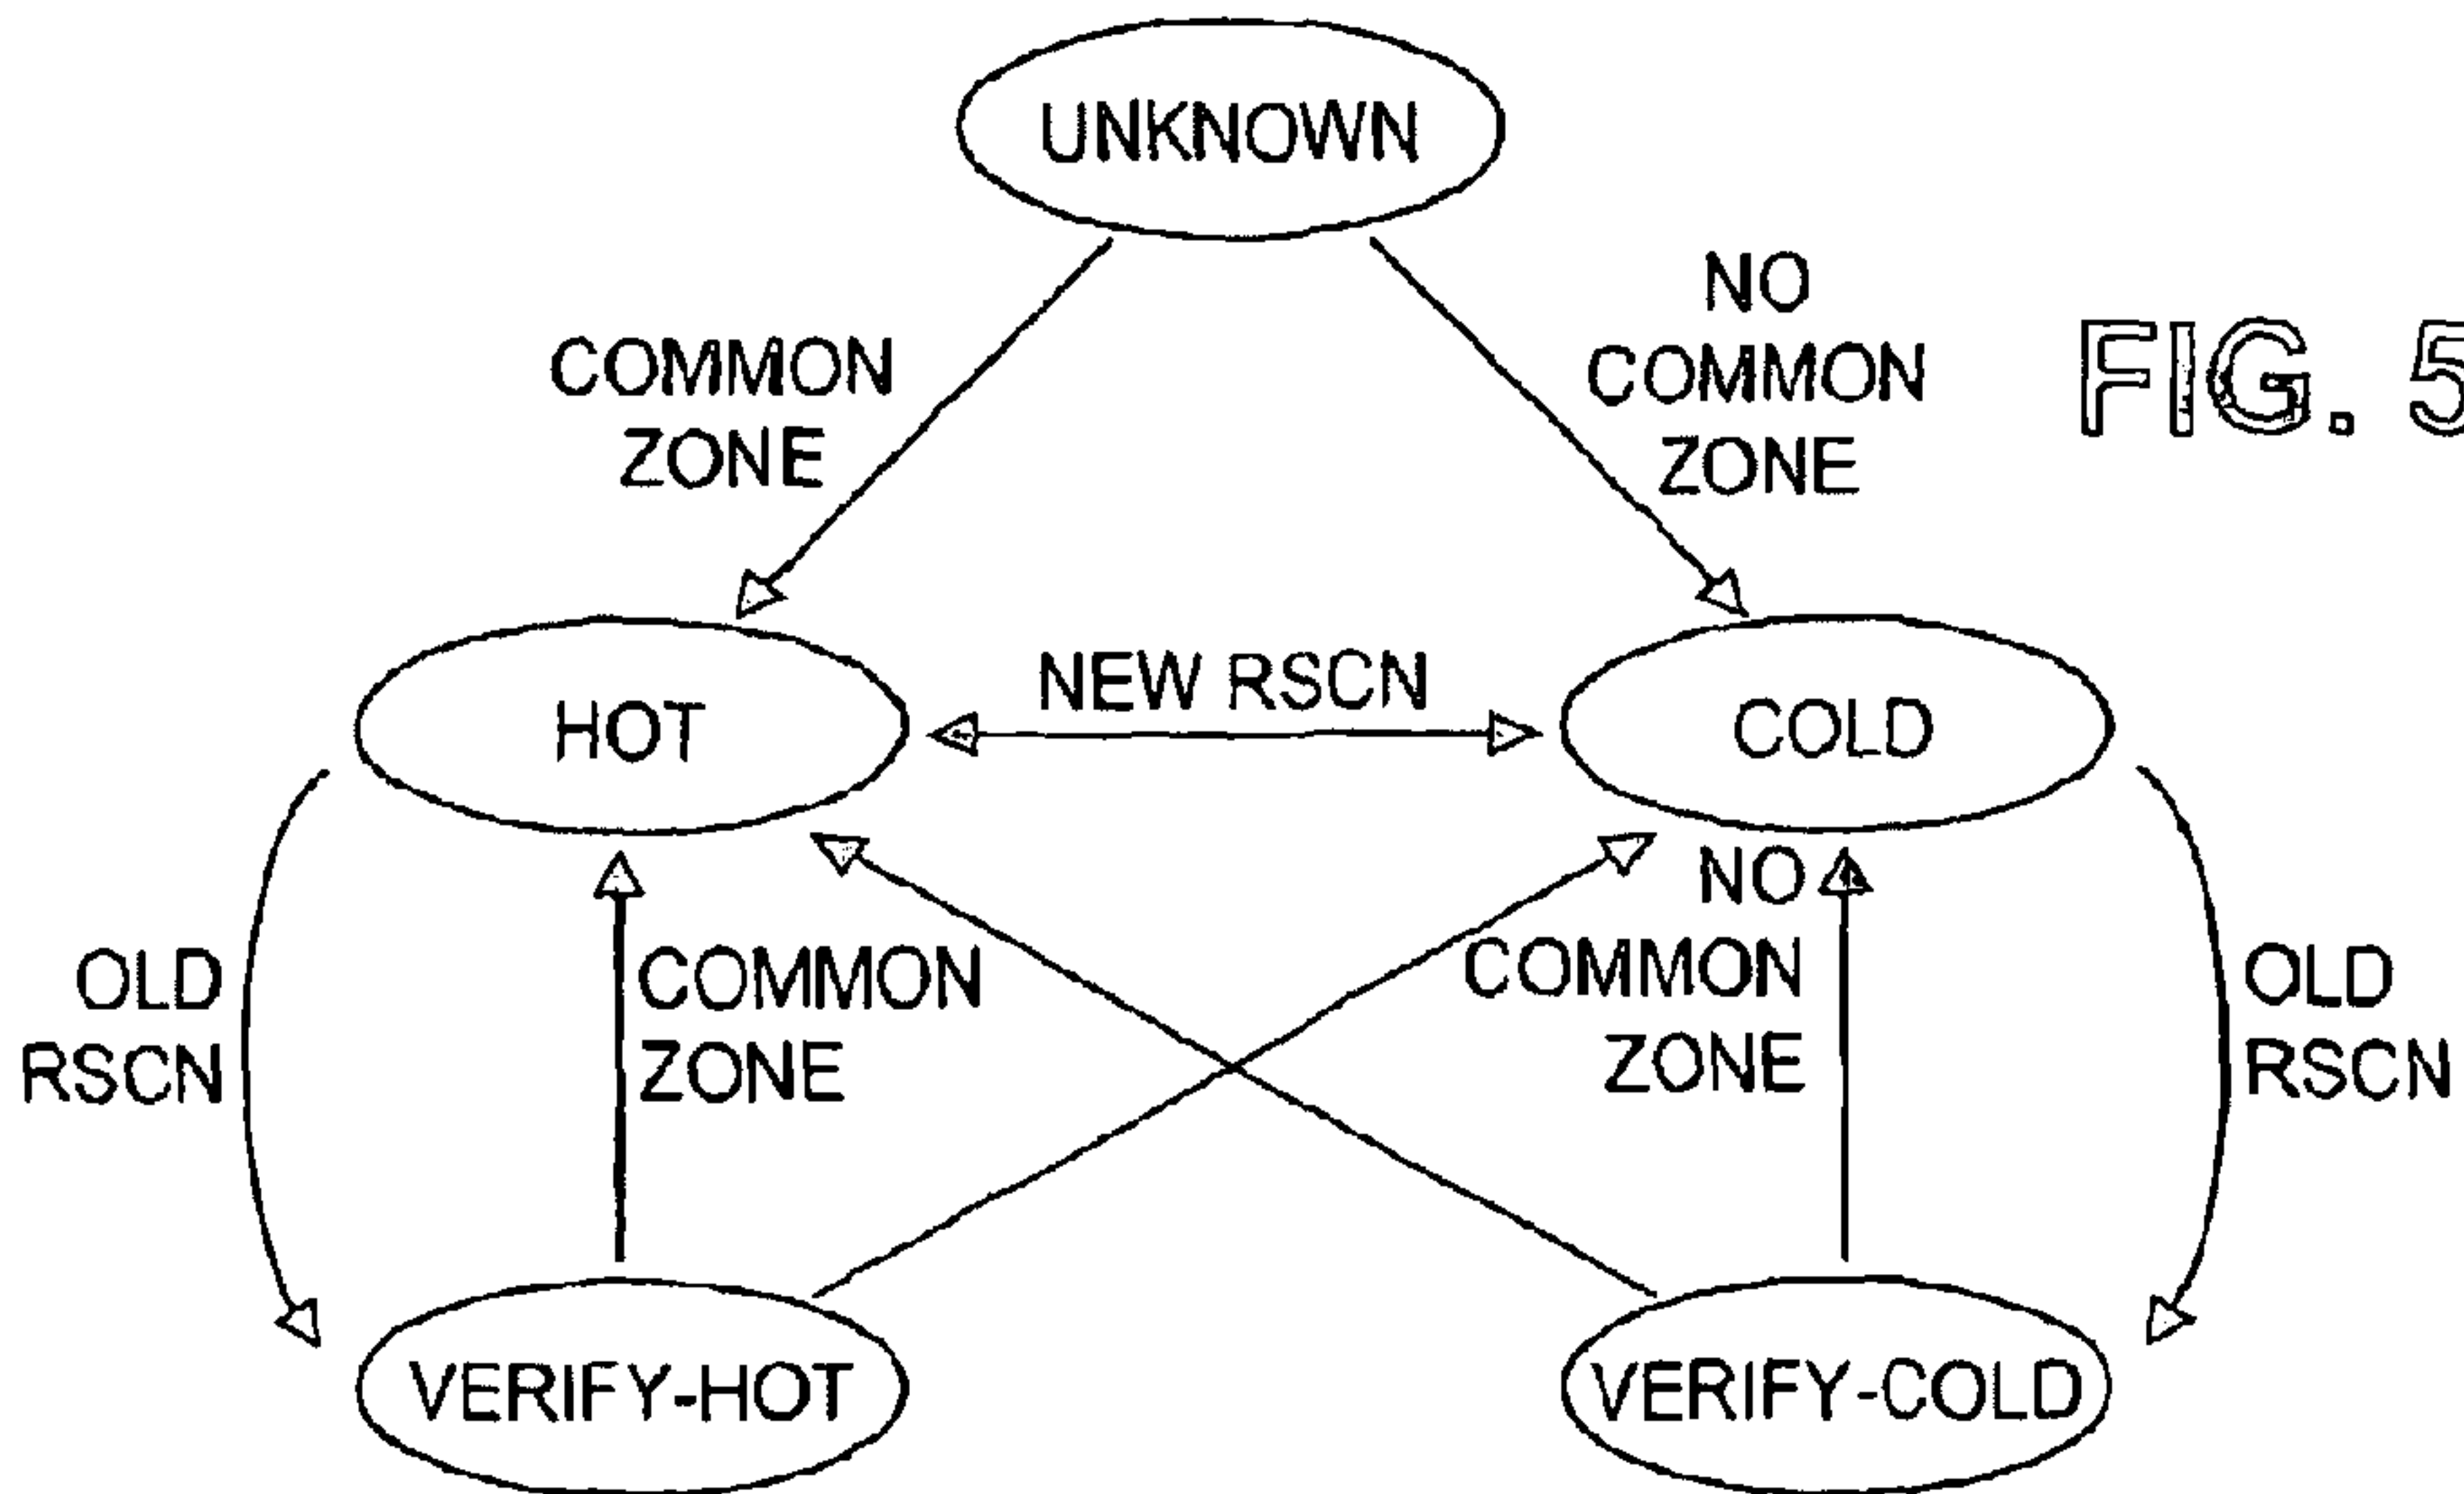 UNKNOWN
NO
COMMON
ZONE
COMMON
ZONE
FIG. 5
NEW RSCN
HOT
COLD
OLD
RSCN
COMMON
ZONE
NO
COMMON
ZONE
OLD
RSCN
VERIFY-HOT
VERIFY-COLD